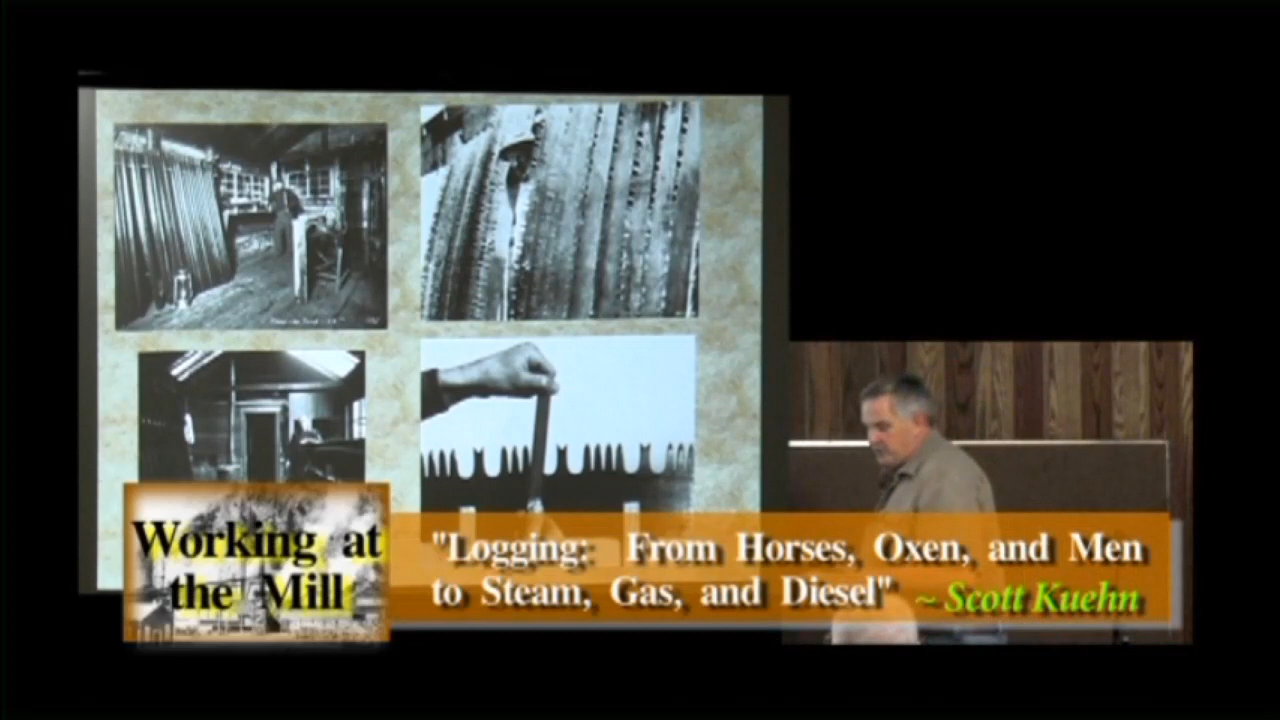 Working at
the Mill
"Logging: From Horses, Oxen, and Men
to Steam, Gas, and Diesel" ~ Scott Kuehn